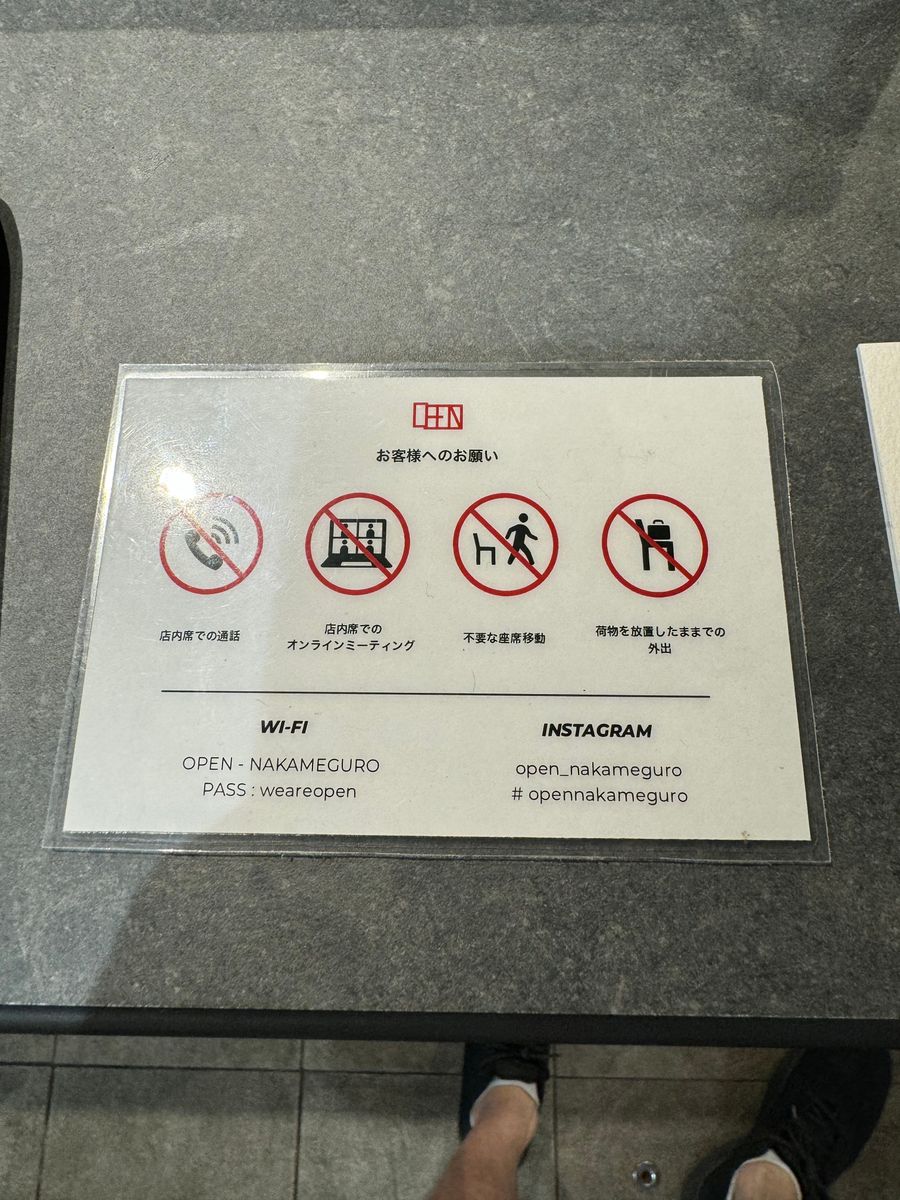 OPEN
お客様へのお願い
店内席での通話
店内席での
オンラインミーティング
不要な座席移動
荷物を放置したままでの
外出
WI-FI
OPEN - NAKAMEGURO
PASS : weareopen
INSTAGRAM
open_nakameguro
# opennakameguro